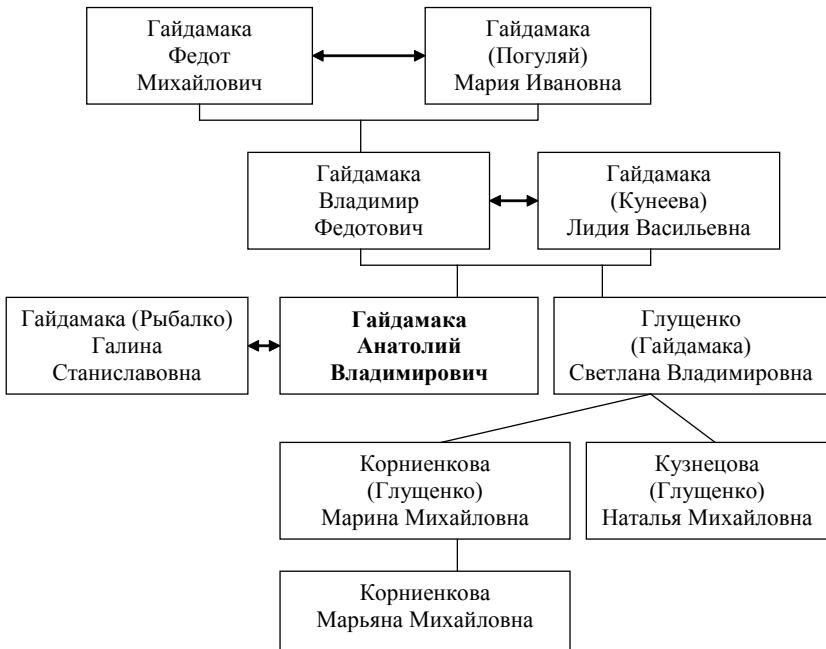 Гайдамака
Федот
Михайлович
Гайдамака
(Погуляй)
Мария Ивановна
Гайдамака
Владимир
Федотович
Гайдамака
(Кунеева)
Лидия Васильевна
Гайдамака (Рыбалко)
Галина
Станиславовна
Гайдамака
Анатолий
Владимирович
Глущенко
(Гайдамака)
Светлана Владимировна
Корниенкова
(Глущенко)
Марина Михайловна
Кузнецова
(Глущенко)
Наталья Михайловна
Корниенкова
Марьяна Михайловна